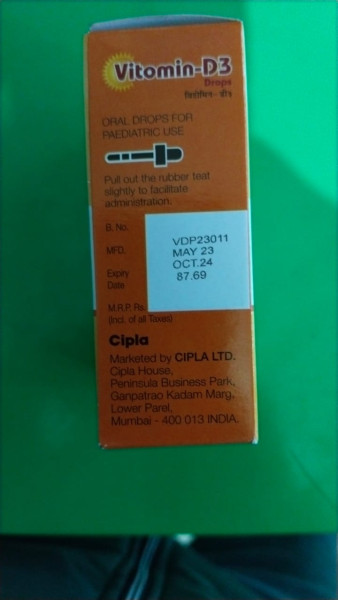 Vitomin-D3
Drops
विटोमिन-डी३
ORAL DROPS FOR
PAEDIATRIC USE
Pull out the rubber teat
slightly to facilitate
administration.
B. No. VDP23011
MFD. MAY 23
Expiry Date OCT.24
M.R.P. Rs. 87.69
(Incl. of all Taxes) :
Cipla
Marketed by CIPLA LTD.
Cipla House,
Peninsula Business Park,
Ganpatrao Kadam Marg,
Lower Parel,
Mumbai - 400 013 INDIA.